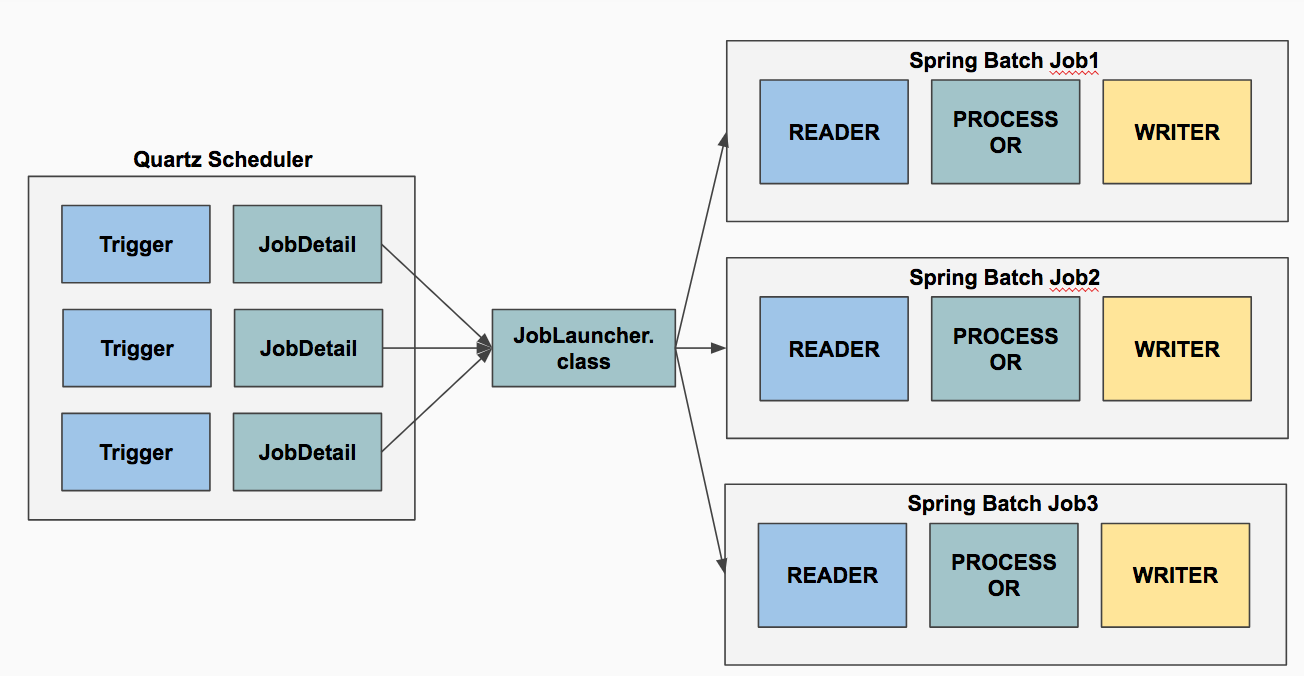 Quartz Scheduler
Trigger
JobDetail
Trigger
JobDetail
Trigger
JobDetail
JobLauncher.
class
Spring Batch Job1
READER
PROCESS
OR
WRITER
Spring Batch Job2
READER
PROCESS
OR
WRITER
Spring Batch Job3
READER
PROCESS
OR
WRITER